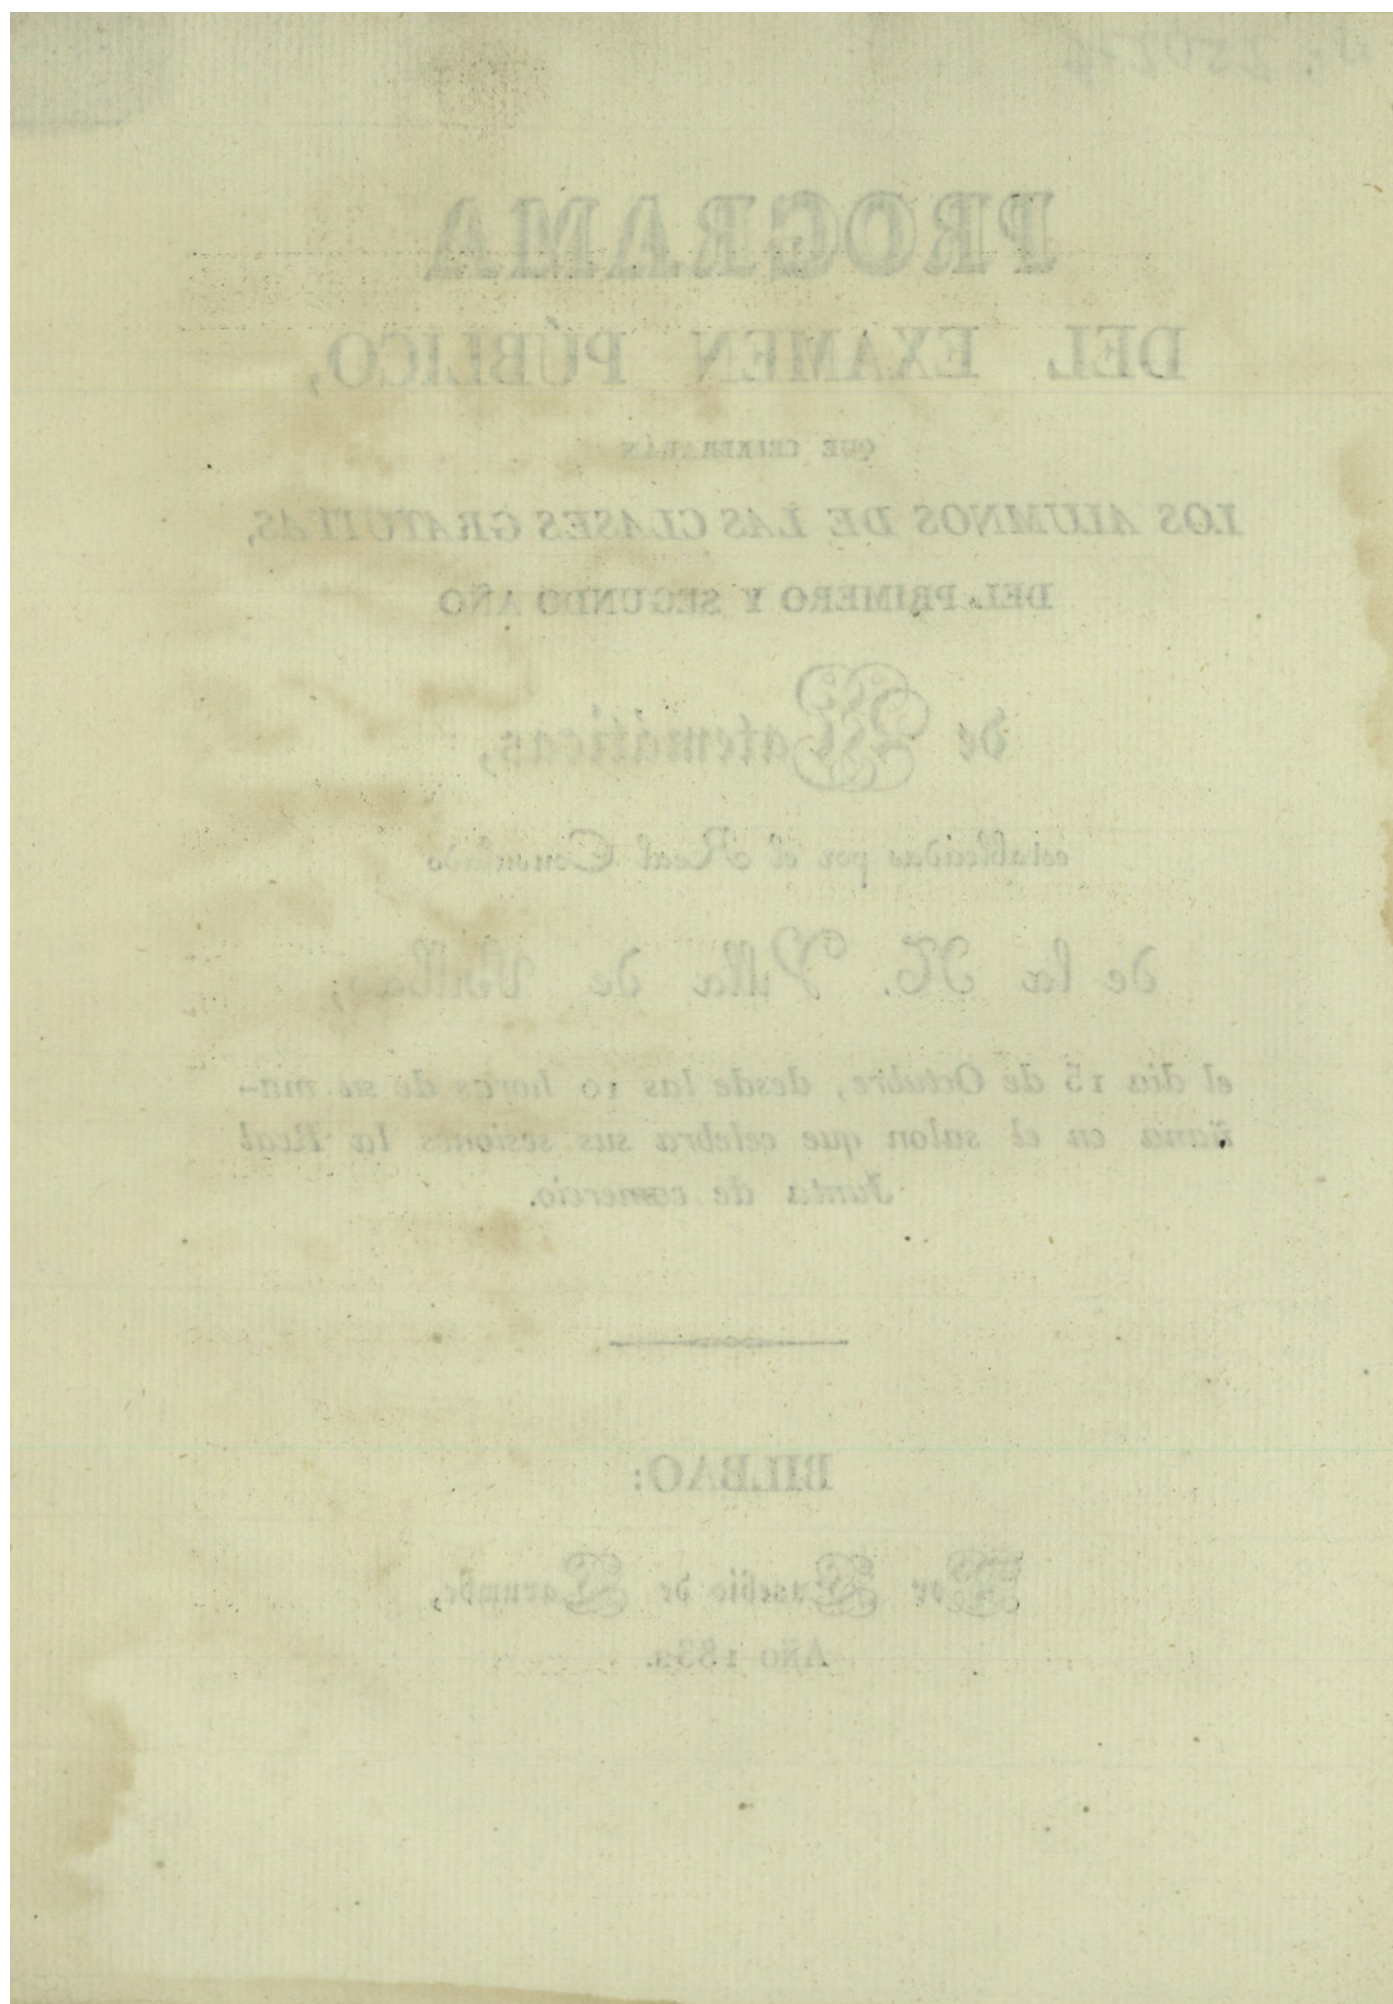 PROGRAMA
DEL EXAMEN PÚBLICO,
QUE CELEBRARÁN
LOS ALUMNOS DE LAS CLASES GRATUITAS,
DEL PRIMERO Y SEGUNDO AÑO
de Matemáticas,
establecidas por el Real Consulado
de la N. Villa de Bilbao,
el dia 15 de Octubre, desde las 10 horas de su ma-
ñana en el salon que celebra sus sesiones la Real
Junta de comercio.
BILBAO:
Por Eusebio de Larumbe,
AÑO 1832.